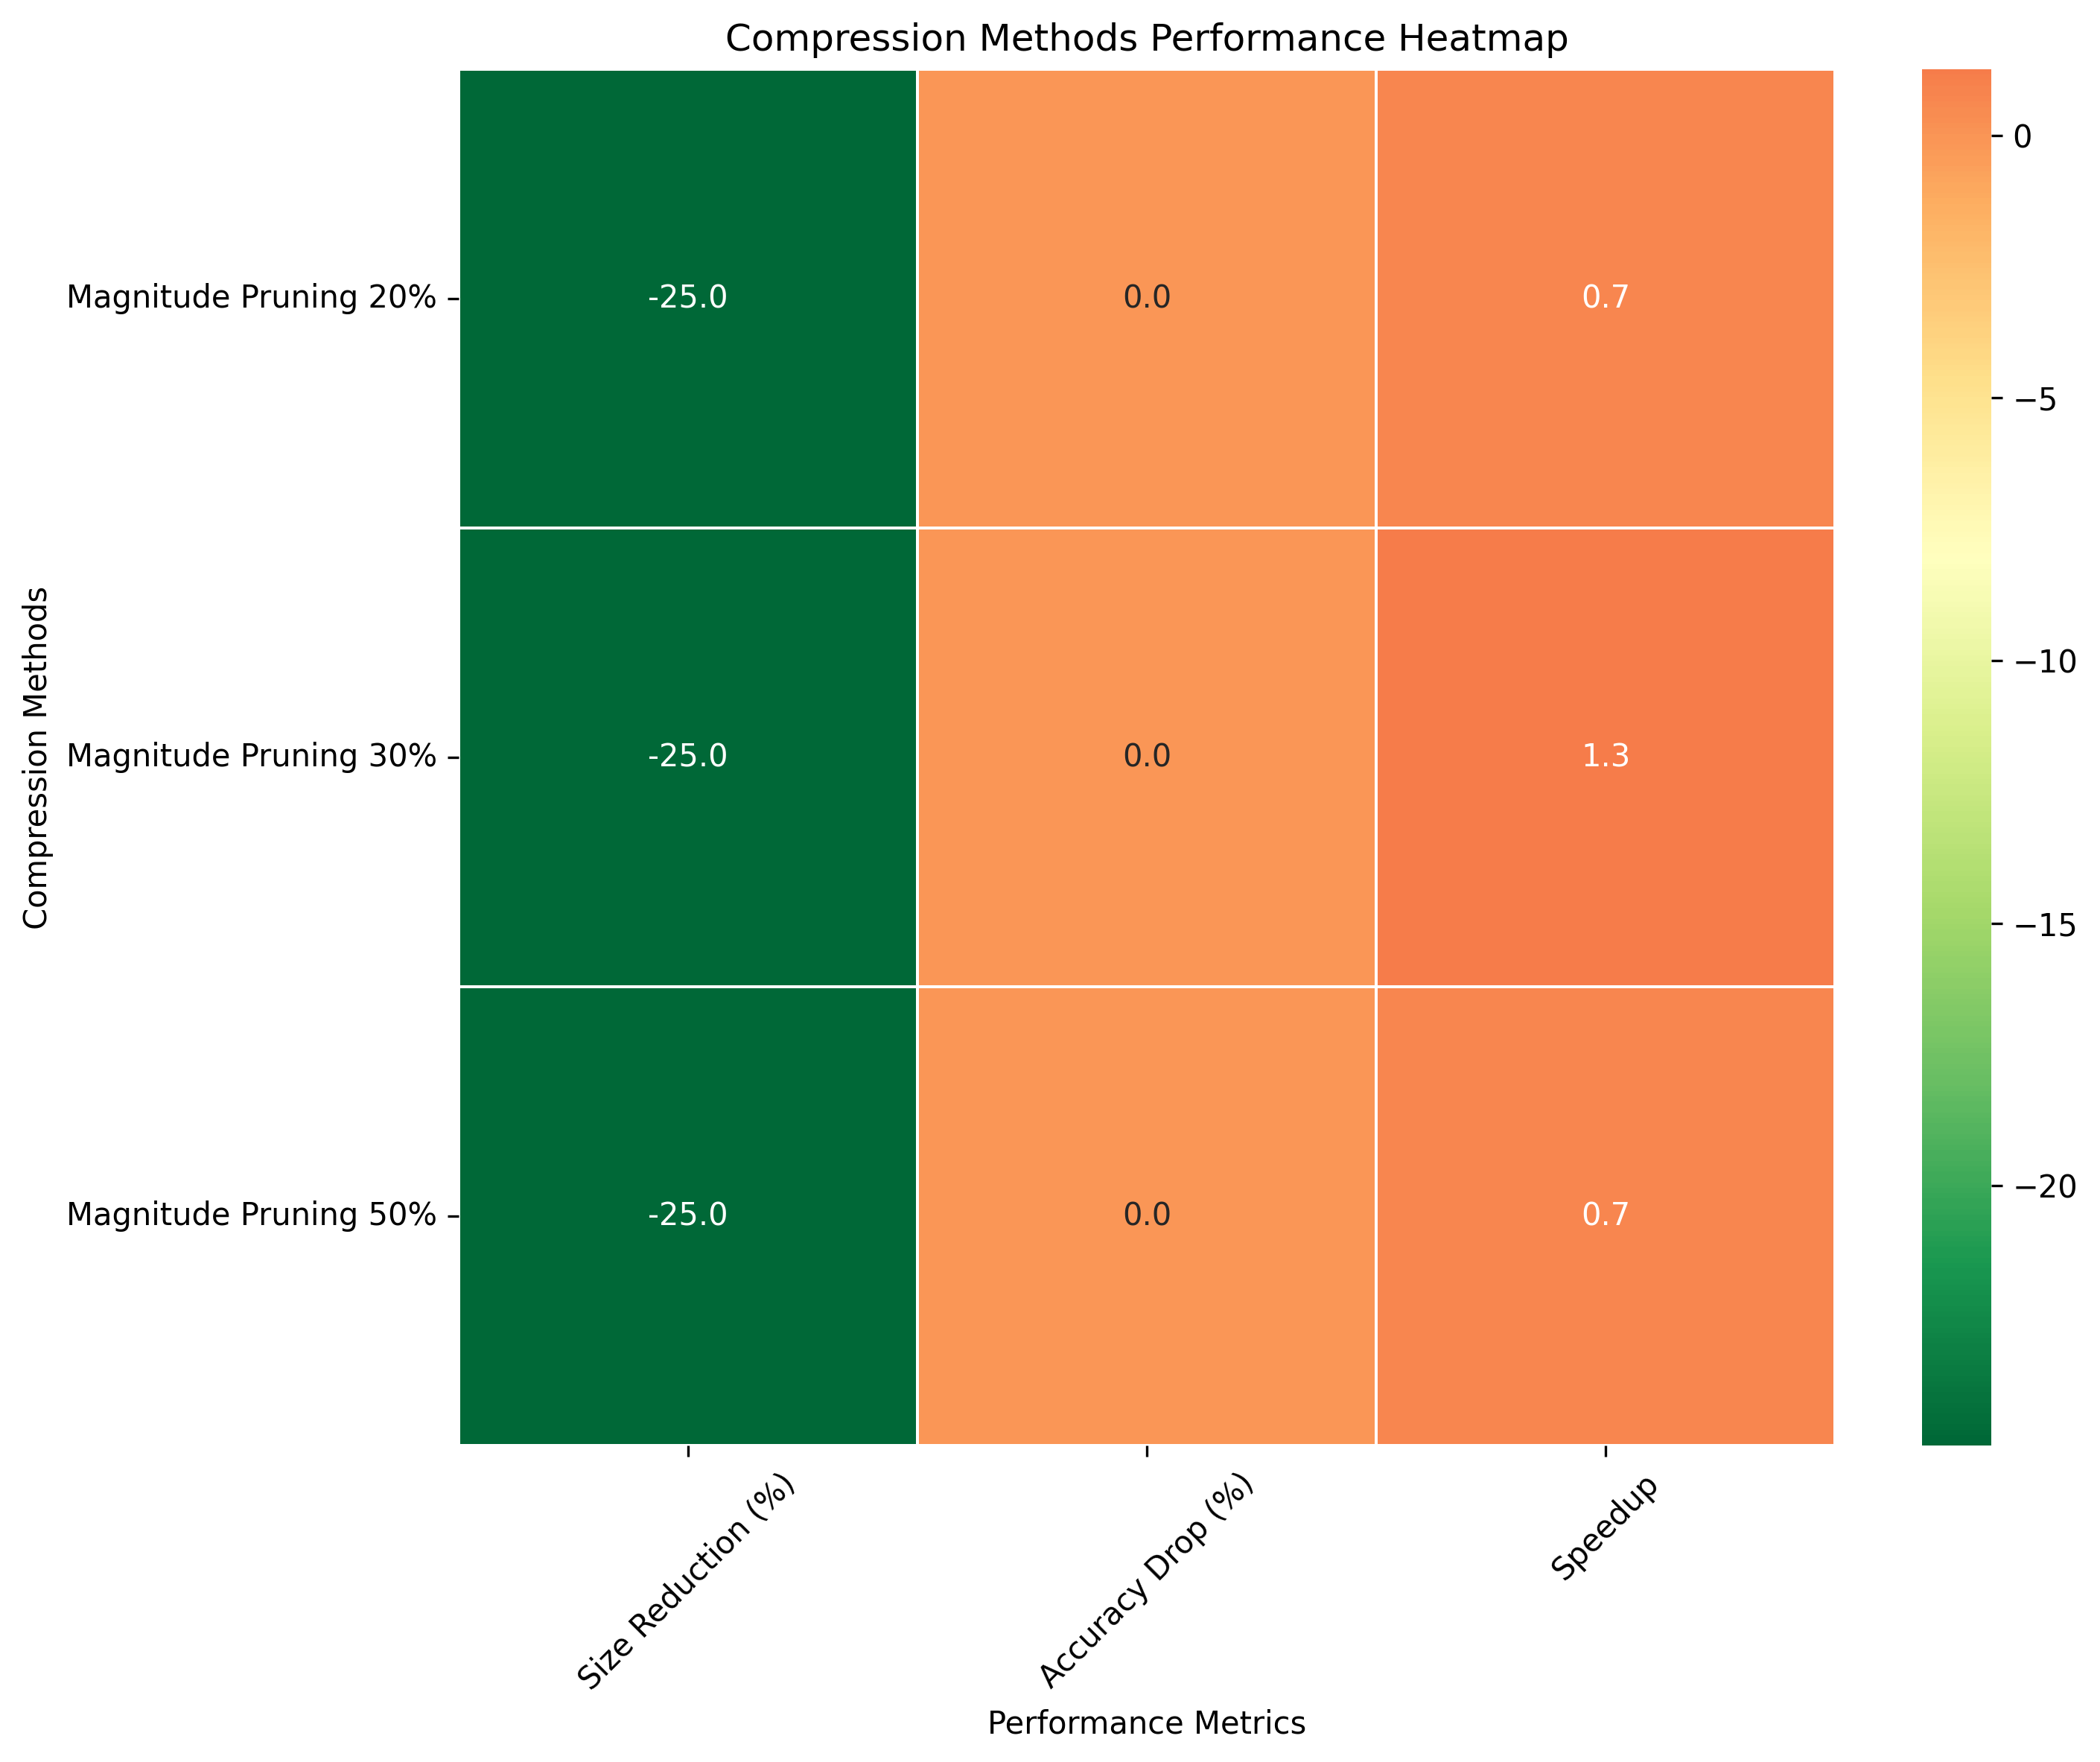 Compression Methods Performance Heatmap
Compression Methods
Magnitude Pruning 20%
-25.0
0.0
0.7
Magnitude Pruning 30%
-25.0
0.0
1.3
Magnitude Pruning 50%
-25.0
0.0
0.7
Size Reduction (%)
Accuracy Drop (%)
Speedup
Performance Metrics
0
−5
−10
−15
−20